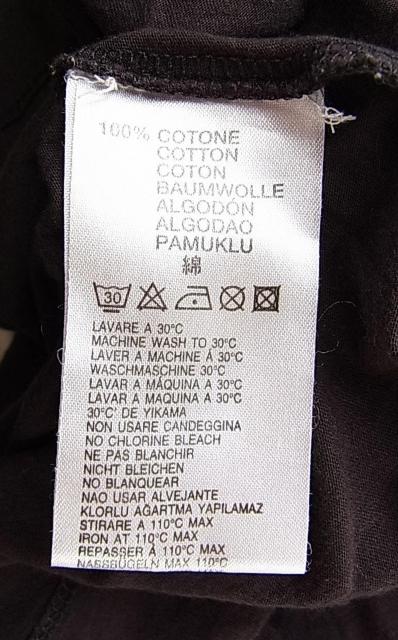 100% COTONE
COTTON
COTON
BAUMWOLLE
ALGODÓN
ALGODAO
PAMUKLU
綿
30
LAVARE A 30°C
MACHINE WASH TO 30°C
LAVER A MACHINE Á 30°C
WASCHMASCHINE 30°C
LAVAR A MÁQUINA A 30°C
LAVAR A MAQUINA A 30°C
30°C' DE YIKAMA
NON USARE CANDEGGINA
NO CHLORINE BLEACH
NE PAS BLANCHIR
NICHT BLEICHEN
NO BLANQUEAR
NAO USAR ALVEJANTE
KLORLU AĞARTMA YAPILAMAZ
STIRARE A 110°C MAX
IRON AT 110°C MAX
REPASSER Á 110°C MAX
NASSBÜGELN MAX 110°C